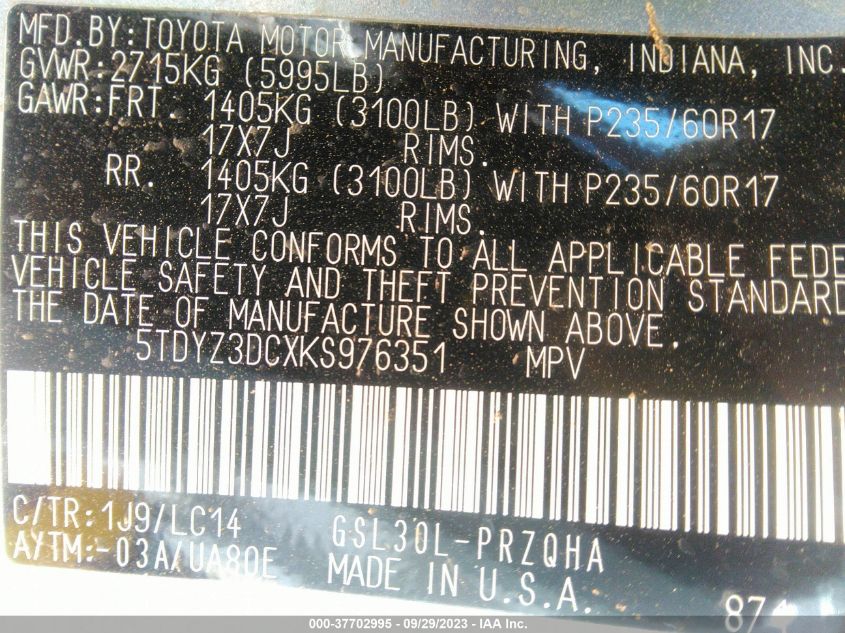 MFD.BY:TOYOTA MOTOR MANUFACTURING, INDIANA, INC.
GVWR:2715KG (5995LB)
GAWR:FRT 1405KG (3100LB) WITH P235/60R17
17X7J RIMS.
RR. 1405KG (3100LB) WITH P235/60R17
17X7J RIMS.
THIS VEHICLE CONFORMS TO ALL APPLICABLE FEDE
VEHICLE SAFETY AND THEFT PREVENTION STANDARD
THE DATE OF MANUFACTURE SHOWN ABOVE.
5TDYZ3DCXKS976351 MPV
C/TR:1J9/LC14 GSL30L-PRZQHA
A/TM:-03A/UA80E MADE IN U.S.A.
874
000-37702995 - 09/29/2023 - IAA Inc.